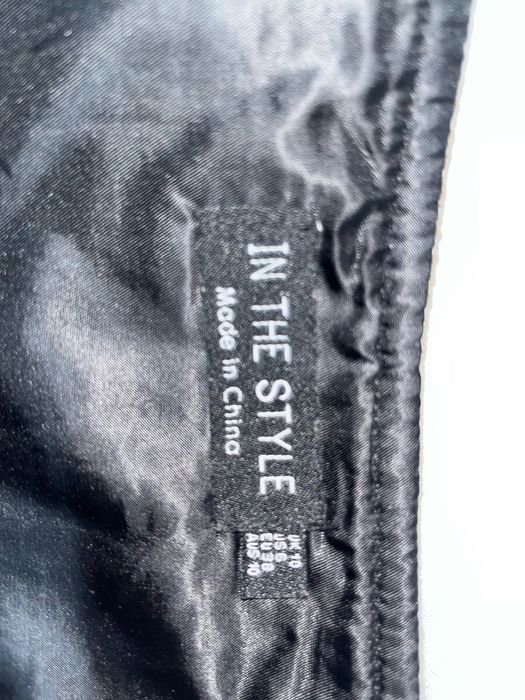 IN THE STYLE
Made in China
UK 10
US 6
EU 38
AUS 10